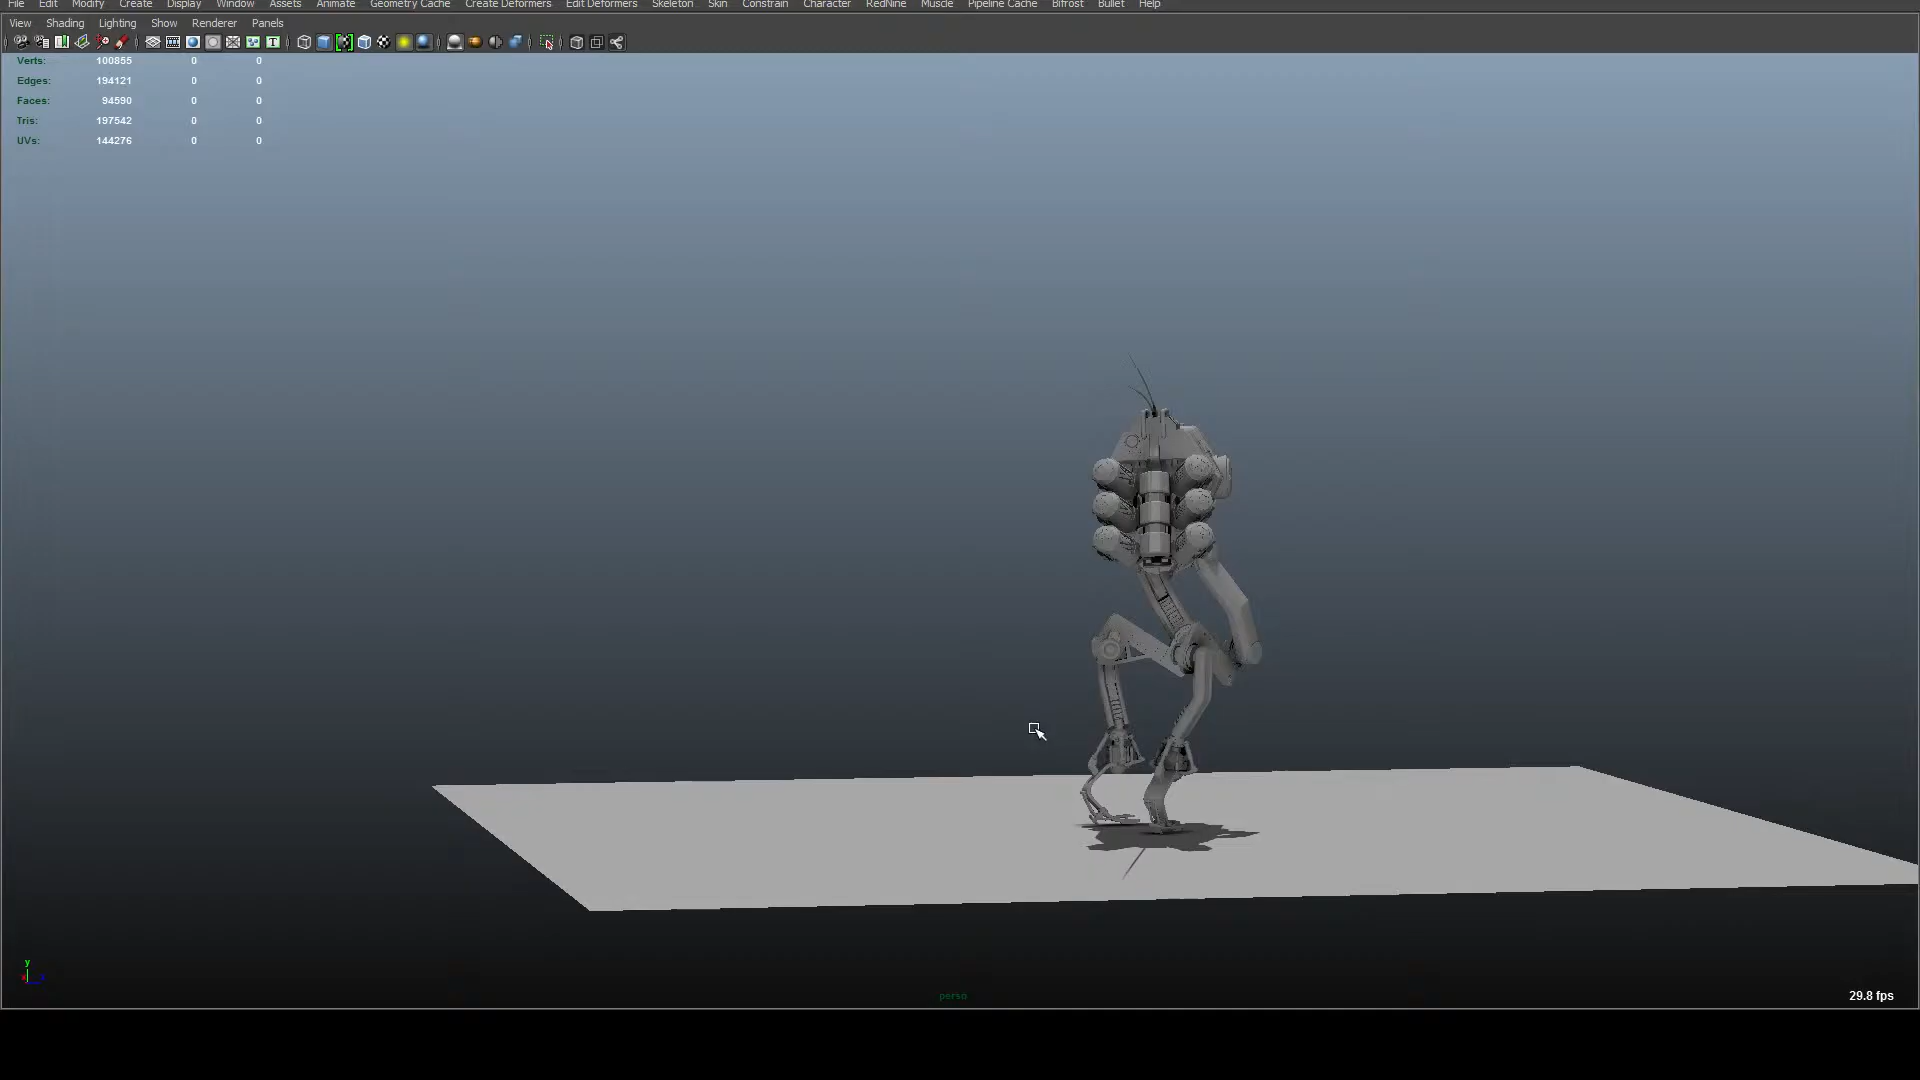 File Edit Modify Create Display Window Assets Animate Geometry Cache Create Deformers Edit Deformers Skeleton Skin Constrain Character RedNine Muscle Pipeline Cache Bifrost Bullet Help
View Shading Lighting Show Renderer Panels
Verts: 100855 0 0
Edges: 194121 0 0
Faces: 94590 0 0
Tris: 197542 0 0
UVs: 144276 0 0
y
persp
29.8 fps